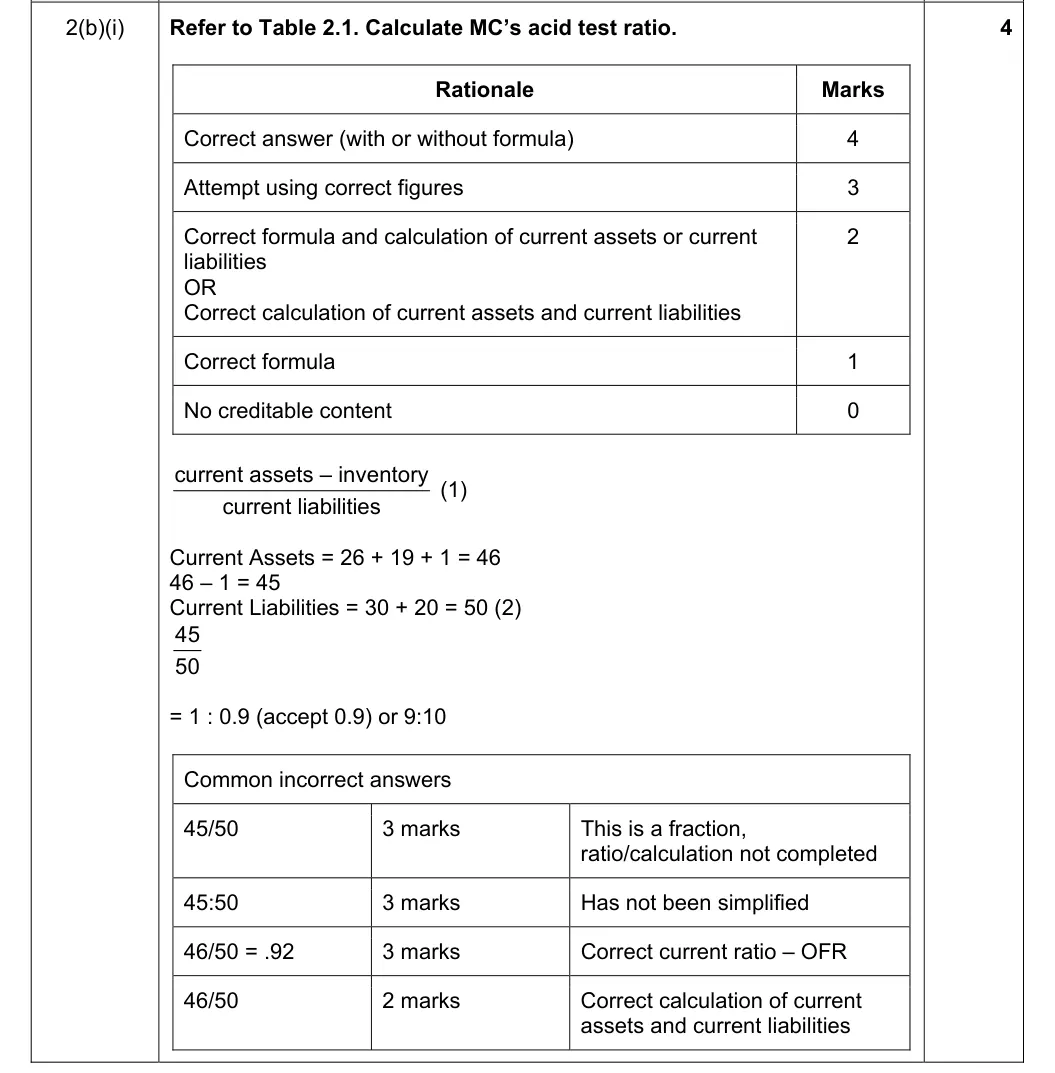 2(b)(i) Refer to Table 2.1. Calculate MC’s acid test ratio. 4
Rationale Marks
Correct answer (with or without formula) 4
Attempt using correct figures 3
Correct formula and calculation of current assets or current 2
liabilities
OR
Correct calculation of current assets and current liabilities
Correct formula 1
No creditable content 0
current assets – inventory
(1)
current liabilities
Current Assets = 26 + 19 + 1 = 46
46 – 1 = 45
Current Liabilities = 30 + 20 = 50 (2)
45
50
= 1 : 0.9 (accept 0.9) or 9:10
Common incorrect answers
45/50 3 marks This is a fraction,
ratio/calculation not completed
45:50 3 marks Has not been simplified
46/50 = .92 3 marks Correct current ratio – OFR
46/50 2 marks Correct calculation of current
assets and current liabilities